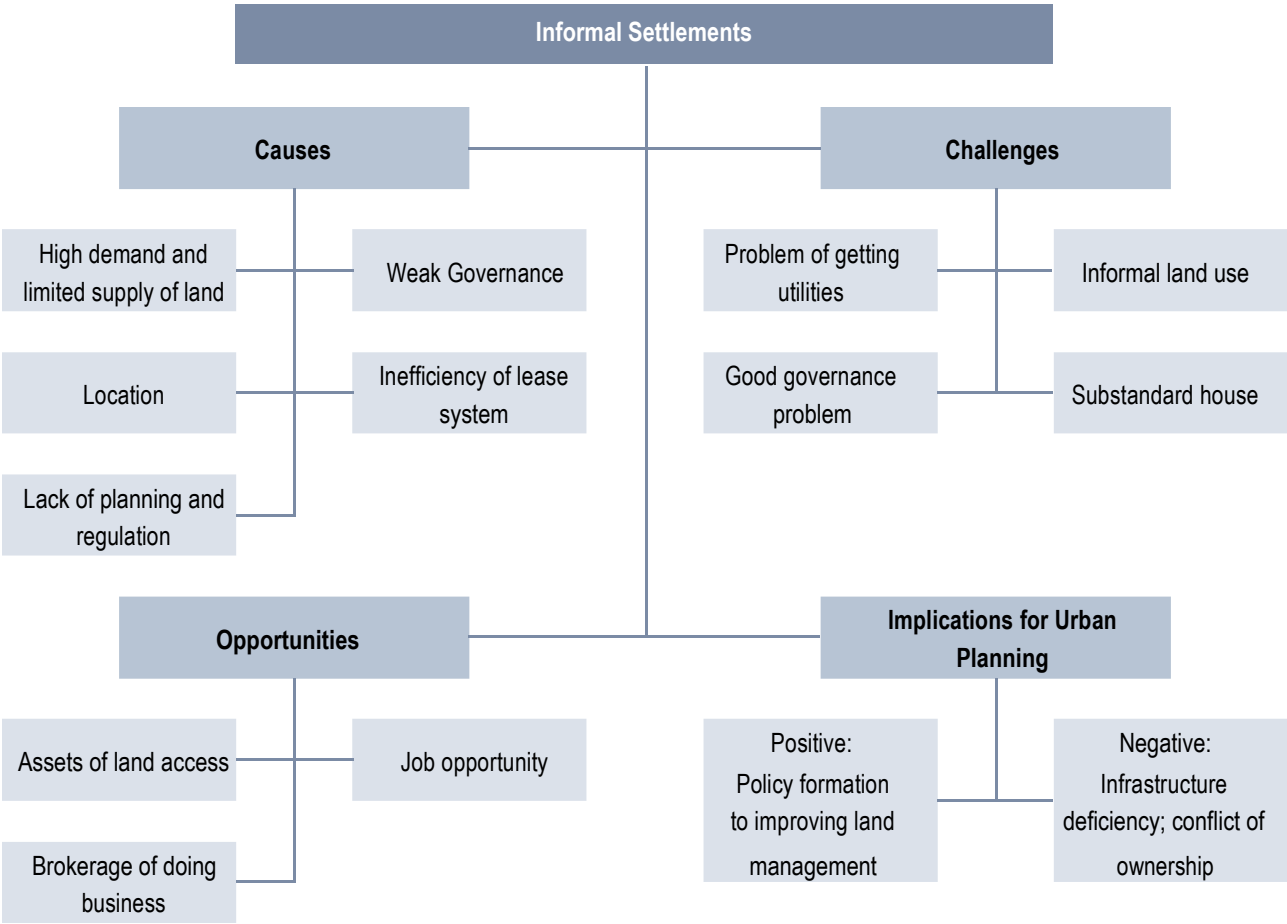 Informal Settlements
Causes
High demand and
limited supply of land
Weak Governance
Location
Inefficiency of lease
system
Lack of planning and
regulation
Challenges
Problem of getting
utilities
Informal land use
Good governance
problem
Substandard house
Opportunities
Assets of land access
Job opportunity
Brokerage of doing
business
Implications for Urban
Planning
Positive:
Policy formation
to improving land
management
Negative:
Infrastructure
deficiency; conflict of
ownership